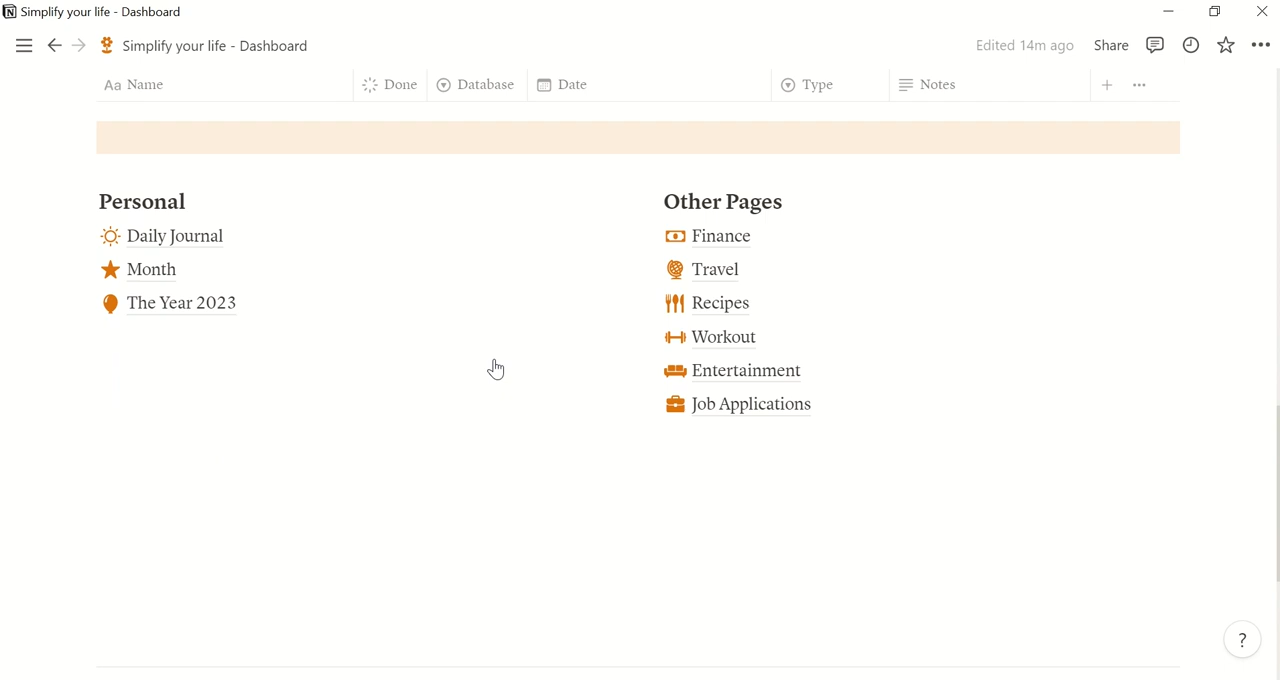 Simplify your life - Dashboard
Simplify your life - Dashboard
Edited 14m ago Share
Aa Name Done Database Date Type Notes
Personal
Daily Journal
Month
The Year 2023
Other Pages
Finance
Travel
Recipes
Workout
Entertainment
Job Applications
?